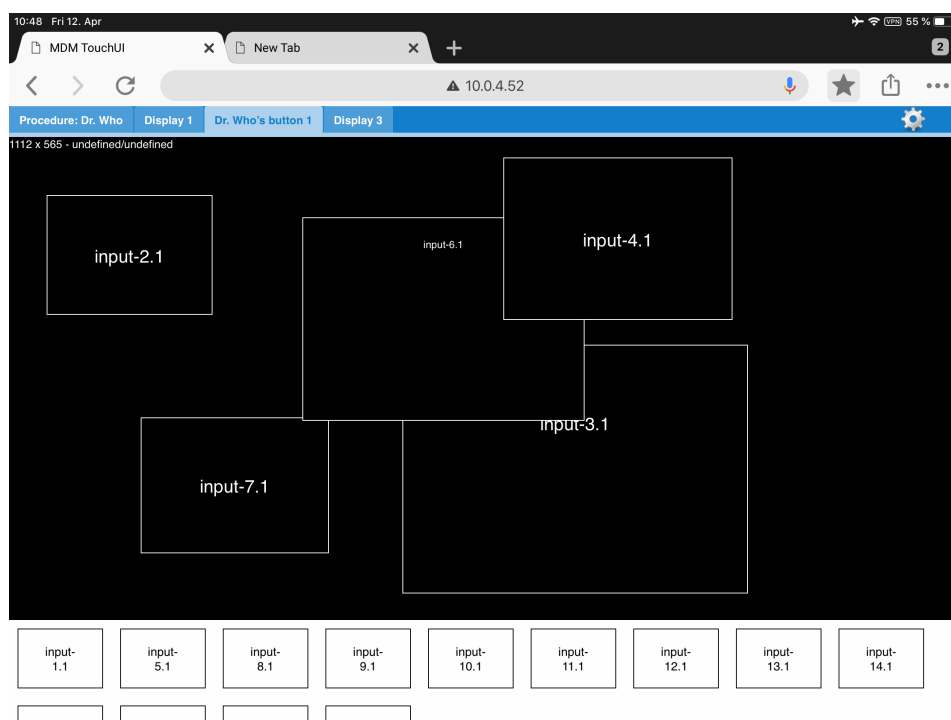 10:48 Fri 12. Apr
VPN 55 %
MDM TouchUI
New Tab
2
10.0.4.52
Procedure: Dr. Who
Display 1
Dr. Who's button 1
Display 3
1112 x 565 - undefined/undefined
input-4.1
input-6.1
input-2.1
input-3.1
input-7.1
input-
1.1
input-
5.1
input-
8.1
input-
9.1
input-
10.1
input-
11.1
input-
12.1
input-
13.1
input-
14.1